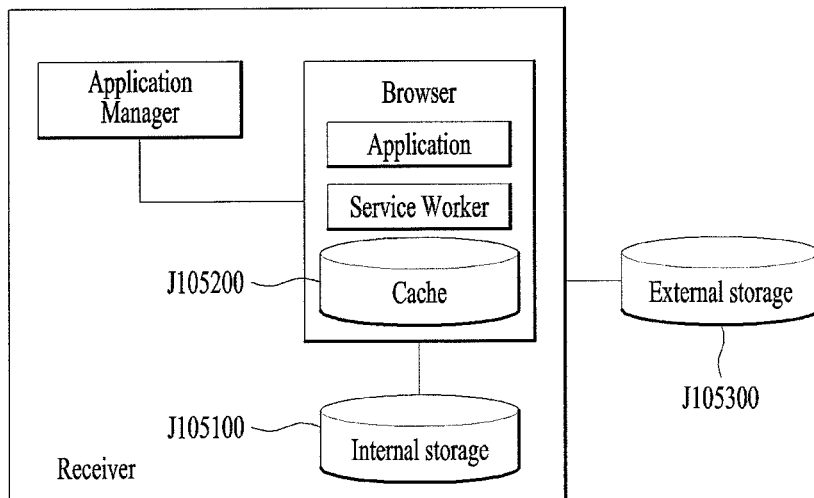 Application
Manager
Browser
Application
Service Worker
J105200
Cache
External storage
J105300
J105100
Internal storage
Receiver